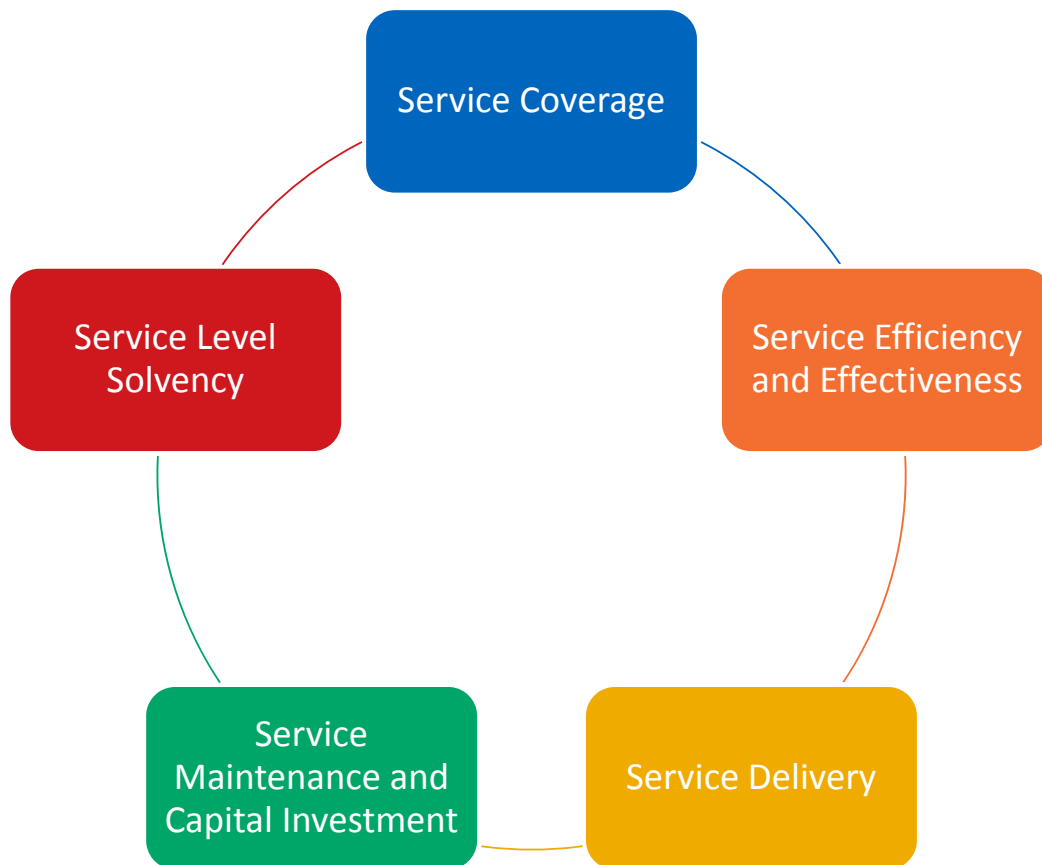 Service Coverage
Service Efficiency
and Effectiveness
Service Delivery
Service
Maintenance and
Capital Investment
Service Level
Solvency